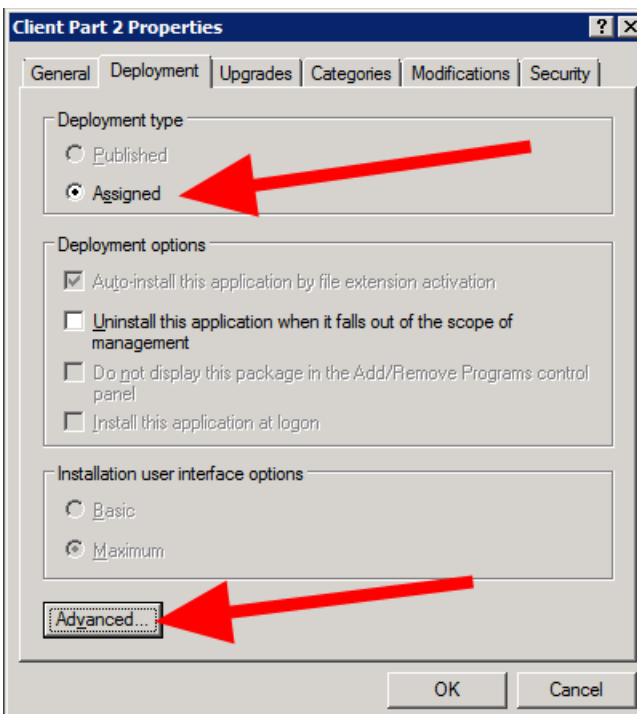 Client Part 2 Properties
? X
General Deployment Upgrades Categories Modifications Security
Deployment type
Published
Assigned
Deployment options
Auto-install this application by file extension activation
Uninstall this application when it falls out of the scope of
management
Do not display this package in the Add/Remove Programs control
panel
Install this application at logon
Installation user interface options
Basic
Maximum
Advanced...
OK Cancel